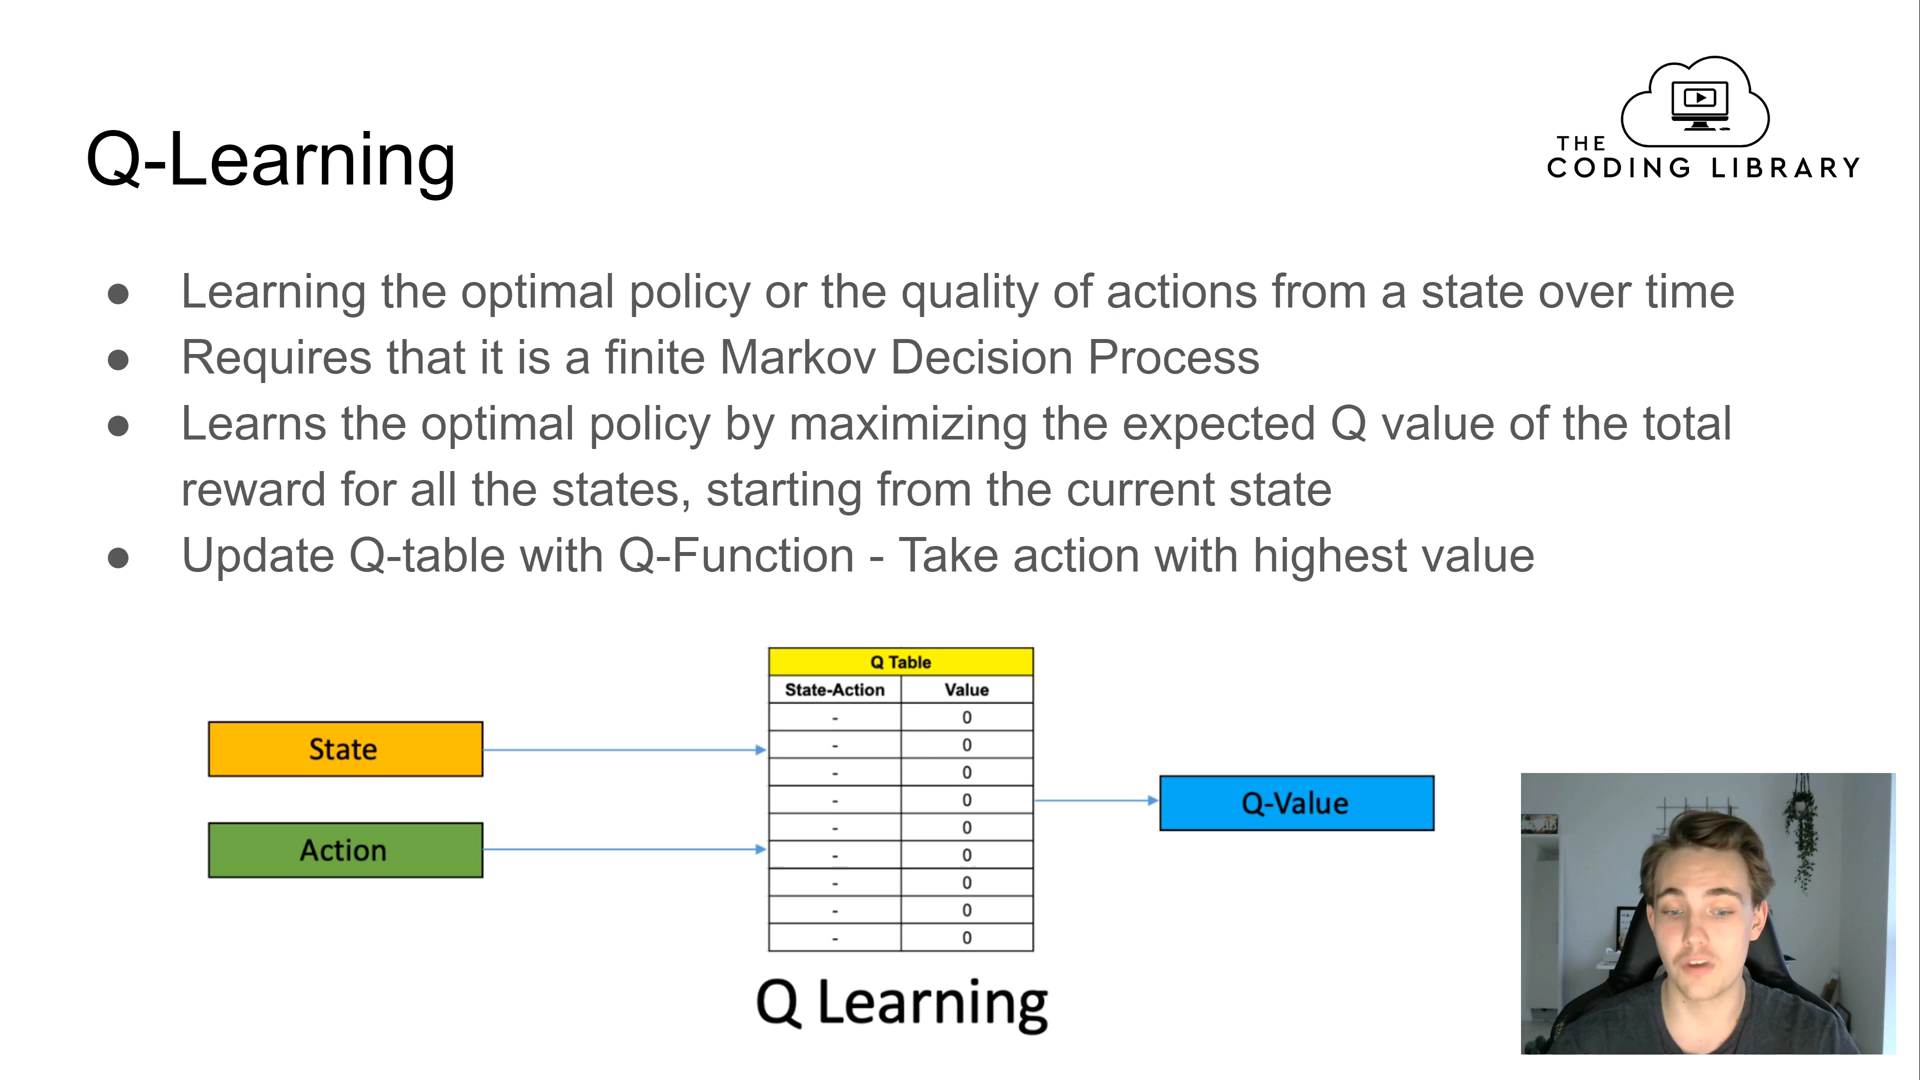 THE
CODING LIBRARY
Q-Learning
● Learning the optimal policy or the quality of actions from a state over time
● Requires that it is a finite Markov Decision Process
● Learns the optimal policy by maximizing the expected Q value of the total
reward for all the states, starting from the current state
● Update Q-table with Q-Function - Take action with highest value
State
Action
Q Table
State-Action Value
- 0
- 0
- 0
- 0
- 0
- 0
- 0
- 0
- 0
Q-Value
Q Learning